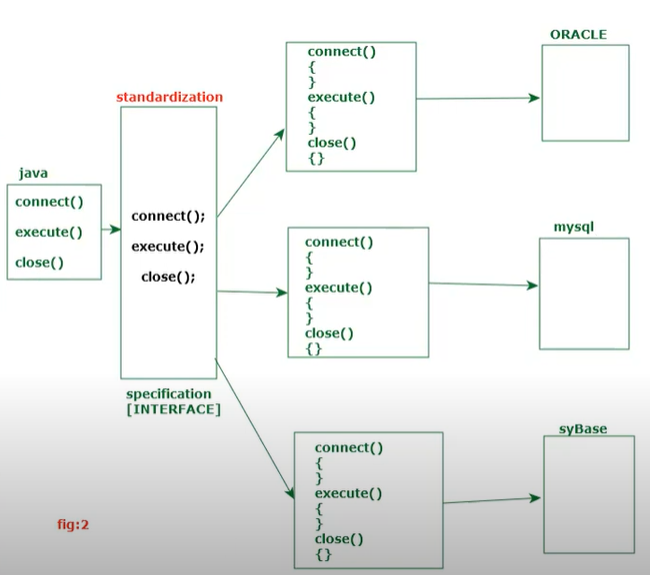 java
connect()
execute()
close()
standardization
connect();
execute();
close();
specification
[INTERFACE]
connect()
{
}
execute()
{
}
close()
{}
ORACLE
connect()
{
}
execute()
{
}
close()
{}
mysql
connect()
{
}
execute()
{
}
close()
{}
syBase
fig:2